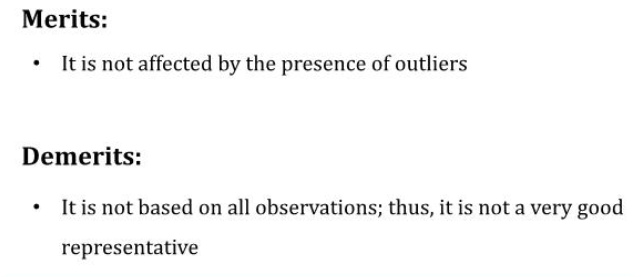 Merits:
• It is not affected by the presence of outliers
Demerits:
• It is not based on all observations; thus, it is not a very good
representative